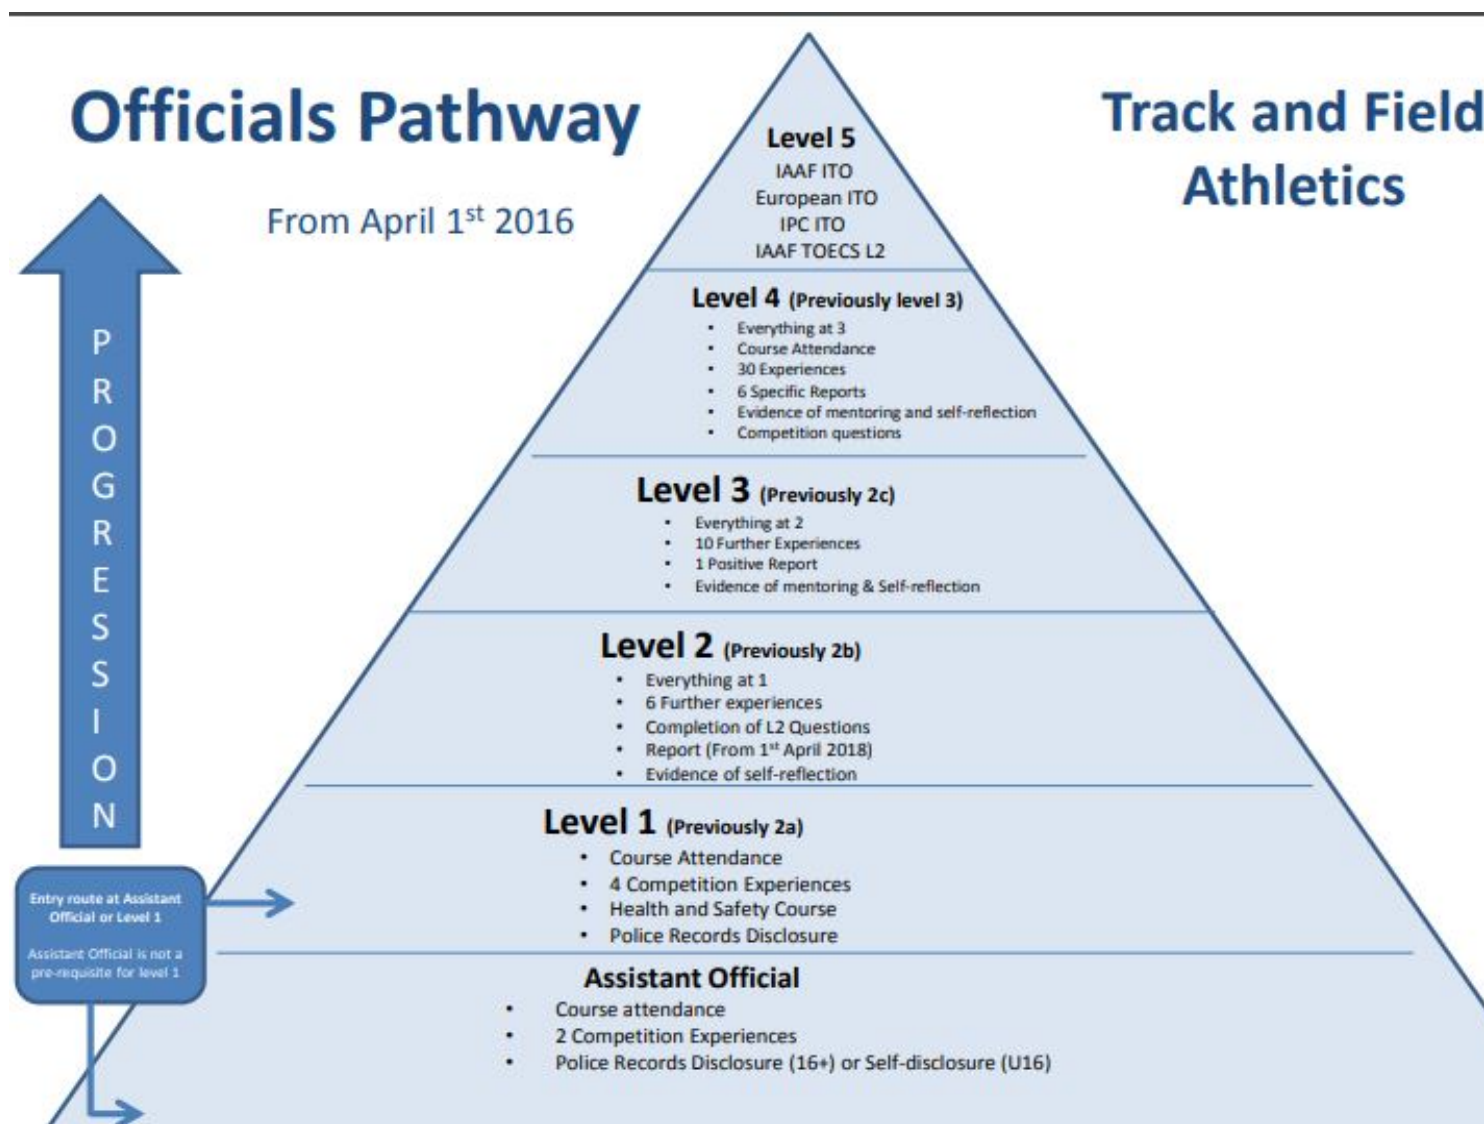 Officials Pathway
From April 1st 2016
Track and Field
Athletics
PROGRESSION
Level 5
IAAF ITO
European ITO
IPC ITO
IAAF TOECS L2
Level 4 (Previously level 3)
• Everything at 3
• Course Attendance
• 30 Experiences
• 6 Specific Reports
• Evidence of mentoring and self-reflection
• Competition questions
Level 3 (Previously 2c)
• Everything at 2
• 10 Further Experiences
• 1 Positive Report
• Evidence of mentoring & Self-reflection
Level 2 (Previously 2b)
• Everything at 1
• 6 Further experiences
• Completion of L2 Questions
• Report (From 1st April 2018)
• Evidence of self-reflection
Level 1 (Previously 2a)
• Course Attendance
• 4 Competition Experiences
• Health and Safety Course
• Police Records Disclosure
Entry route at Assistant
Official or Level 1
Assistant Official is not a
pre-requisite for level 1
Assistant Official
• Course attendance
• 2 Competition Experiences
• Police Records Disclosure (16+) or Self-disclosure (U16)